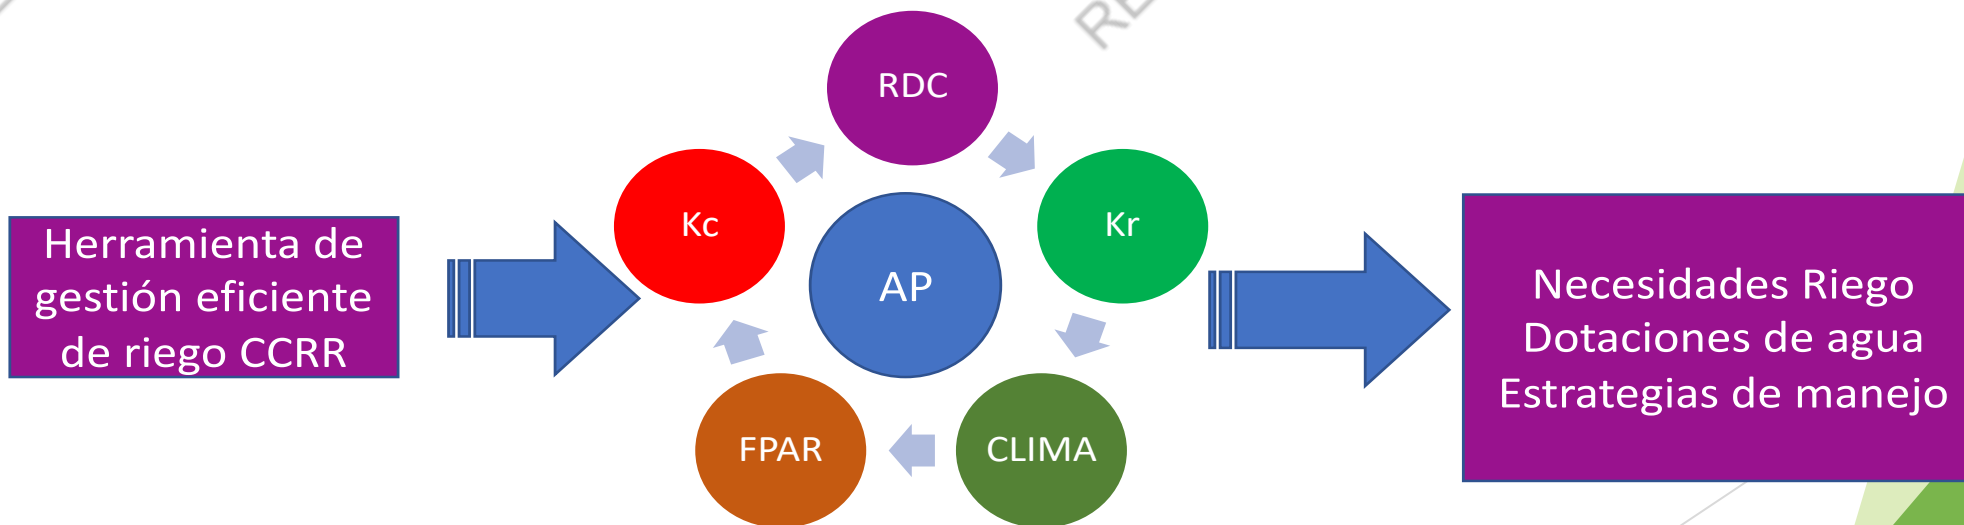 RDC
Kc
Kr
AP
Herramienta de
gestión eficiente
de riego CCRR
Necesidades Riego
Dotaciones de agua
Estrategias de manejo
FPAR
CLIMA